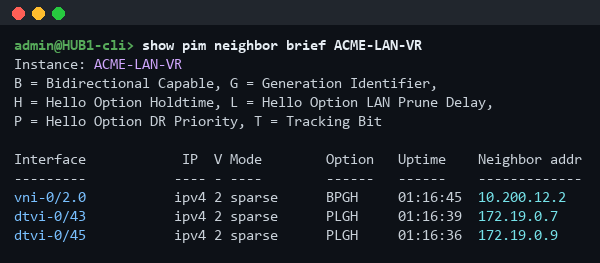 admin@HUB1-cli> show pim neighbor brief ACME-LAN-VR
Instance: ACME-LAN-VR
B = Bidirectional Capable, G = Generation Identifier,
H = Hello Option Holdtime, L = Hello Option LAN Prune Delay,
P = Hello Option DR Priority, T = Tracking Bit

Interface            IP  V Mode        Option   Uptime    Neighbor addr
---------           ---- - ----        ------   ------    -------------
vni-0/2.0           ipv4 2 sparse      BPGH     01:16:45  10.200.12.2
dtvi-0/43           ipv4 2 sparse      PLGH     01:16:39  172.19.0.7
dtvi-0/45           ipv4 2 sparse      PLGH     01:16:36  172.19.0.9